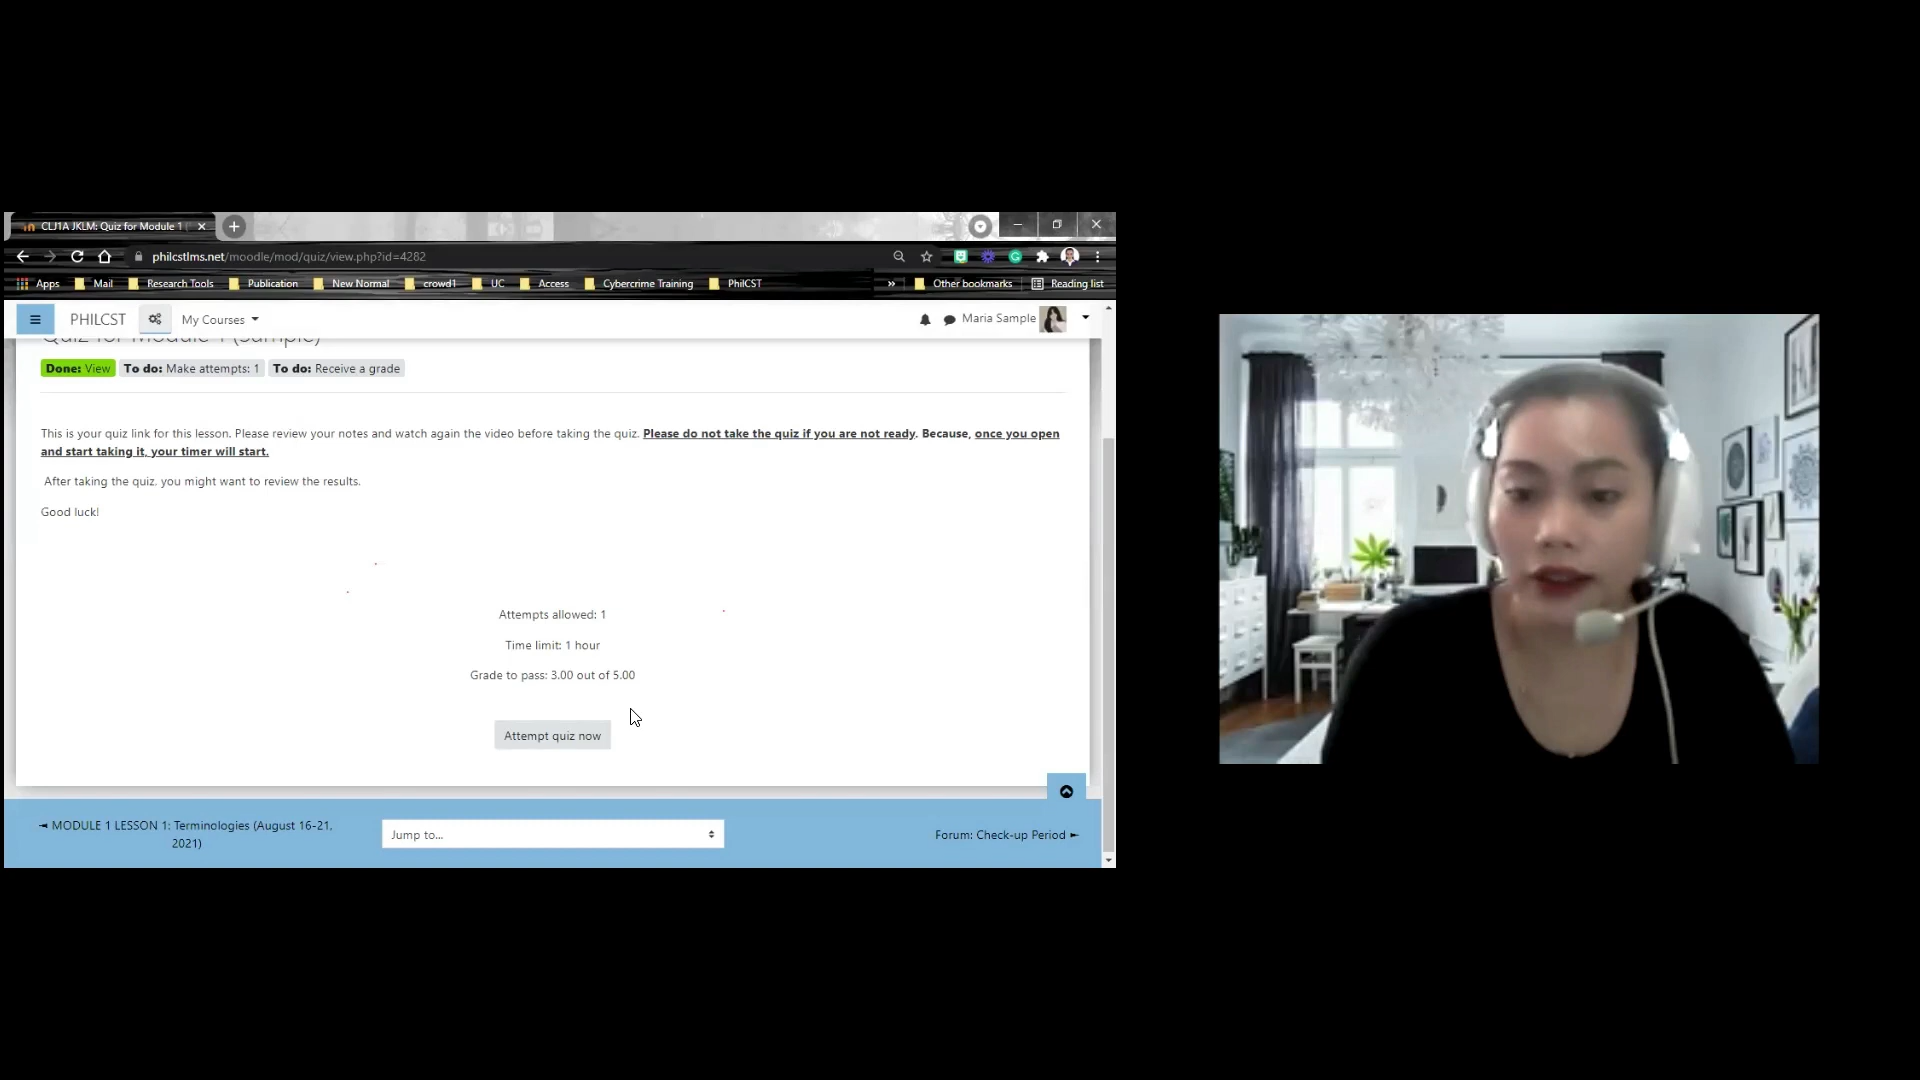 CLJ1A JKLM: Quiz for Module 1
philcstlms.net/moodle/mod/quiz/view.php?id=4282
Apps Mail Research Tools Publication New Normal crowd1 UC Access Cybercrime Training PhilCST » Other bookmarks Reading list
PHILCST My Courses Maria Sample
Quiz for Module 1 (Sample)
Done: View To do: Make attempts: 1 To do: Receive a grade
This is your quiz link for this lesson. Please review your notes and watch again the video before taking the quiz. Please do not take the quiz if you are not ready. Because, once you open
and start taking it, your timer will start.
After taking the quiz, you might want to review the results.
Good luck!
Attempts allowed: 1
Time limit: 1 hour
Grade to pass: 3.00 out of 5.00
Attempt quiz now
◄ MODULE 1 LESSON 1: Terminologies (August 16-21,
2021)
Jump to...
Forum: Check-up Period ►